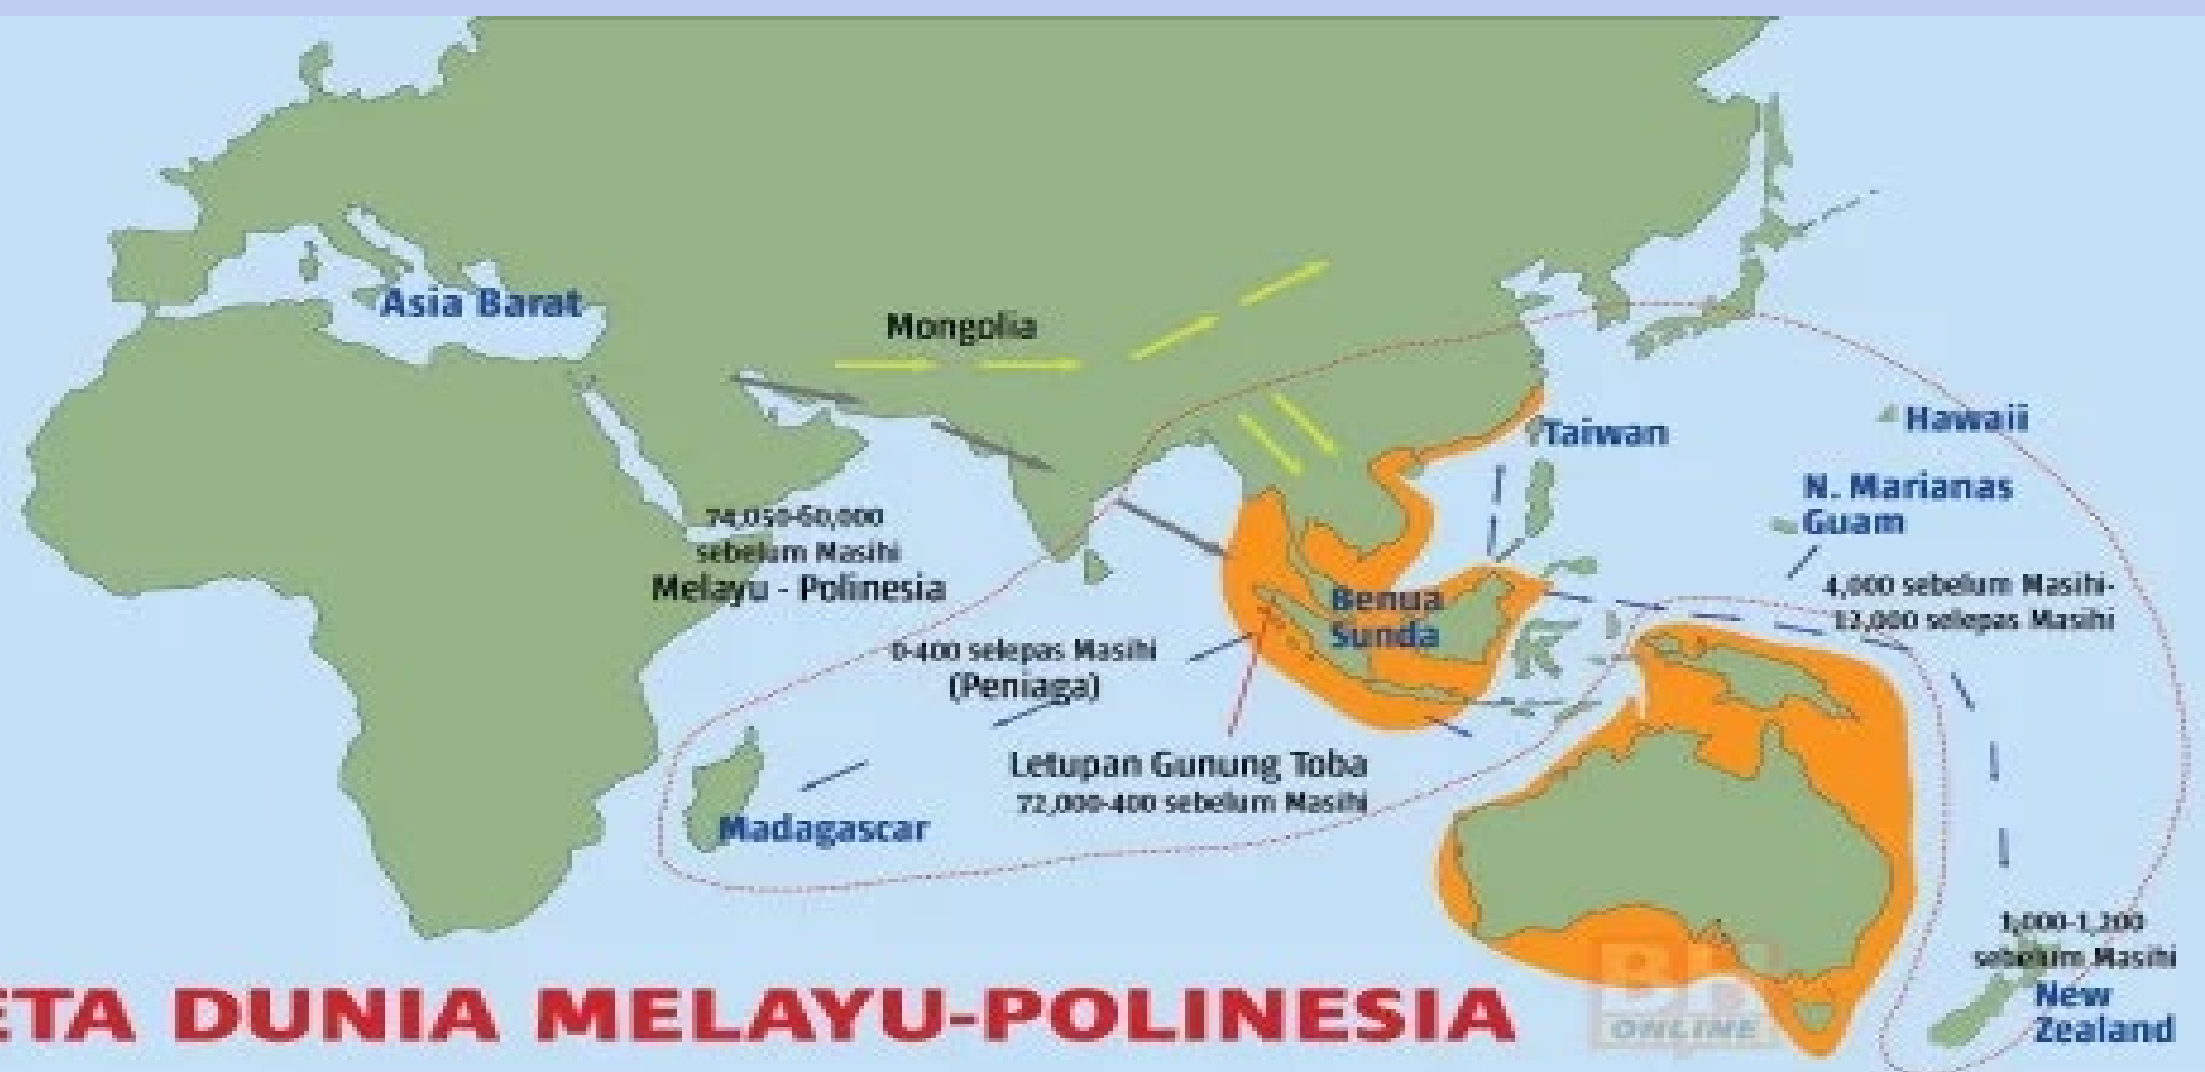 Asia Barat
Mongolia
Taiwan
Hawaii
N. Marianas
Guam
74,050-60,000
sebelum Masihi
Melayu - Polinesia
Benua
Sunda
4,000 sebelum Masihi-
12,000 selepas Masihi
0-400 selepas Masihi
(Peniaga)
Letupan Gunung Toba
72,000-400 sebelum Masihi
Madagascar
1,000-1,200
sebelum Masihi
New
Zealand
ETA DUNIA MELAYU-POLINESIA
BH
ONLINE